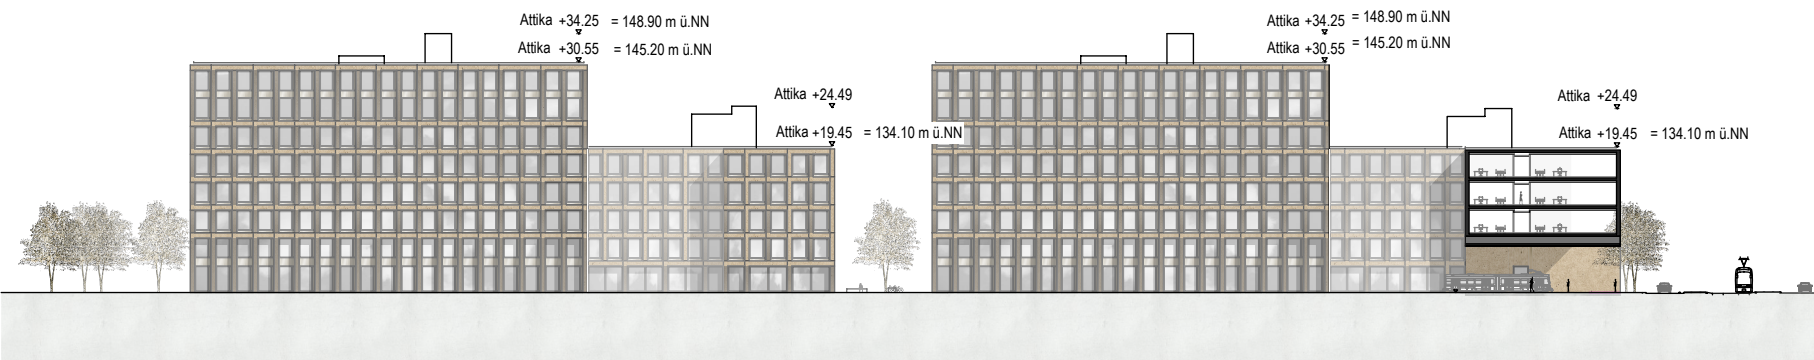 Attika +34.25 = 148.90 m ü.NN
Attika +30.55 = 145.20 m ü.NN
Attika +24.49
Attika +19.45 = 134.10 m ü.NN
Attika +34.25 = 148.90 m ü.NN
Attika +30.55 = 145.20 m ü.NN
Attika +24.49
Attika +19.45 = 134.10 m ü.NN